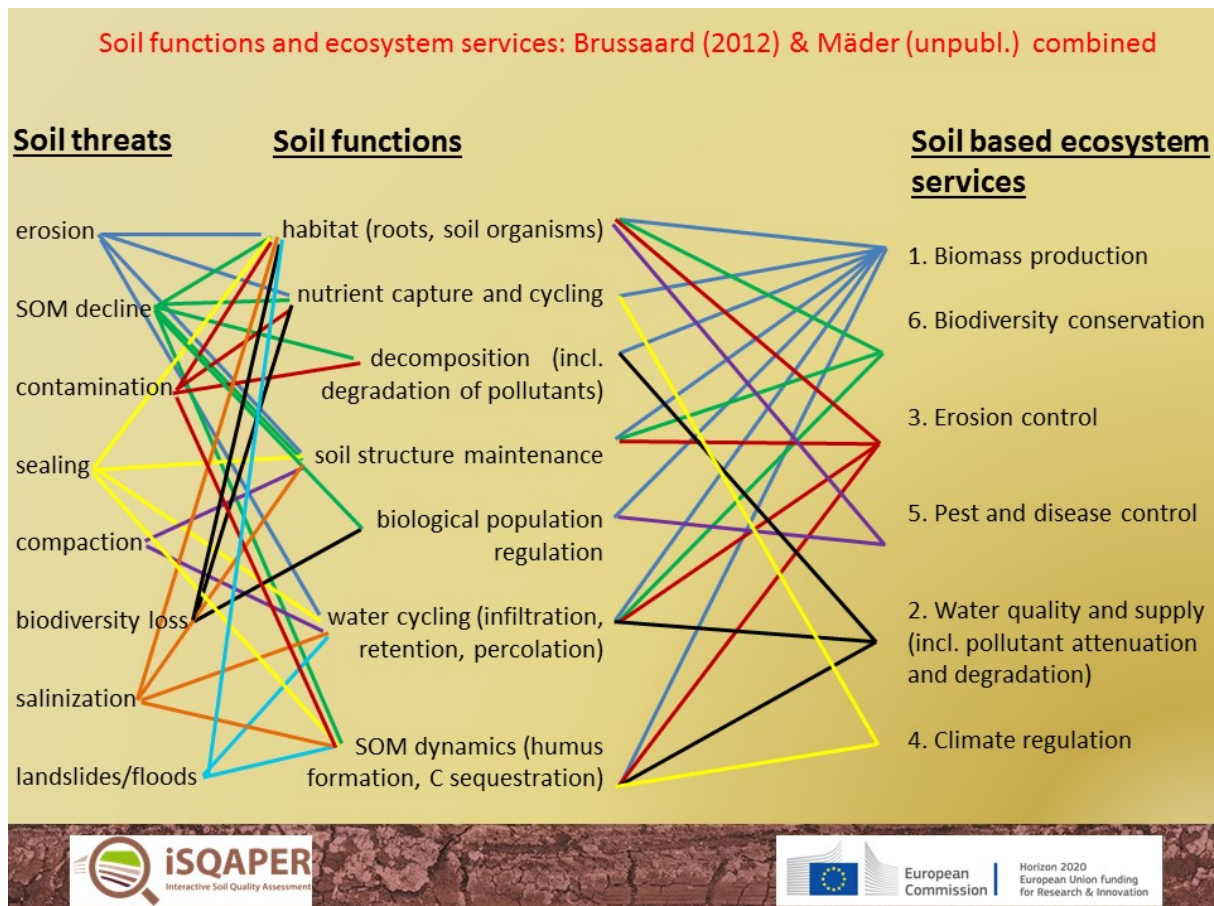 Soil functions and ecosystem services: Brussaard (2012) & Mäder (unpubl.) combined
Soil threats
erosion
SOM decline
contamination
sealing
compaction
biodiversity loss
salinization
landslides/floods
Soil functions
habitat (roots, soil organisms)
nutrient capture and cycling
decomposition (incl.
degradation of pollutants)
soil structure maintenance
biological population
regulation
water cycling (infiltration,
retention, percolation)
SOM dynamics (humus
formation, C sequestration)
Soil based ecosystem
services
1. Biomass production
6. Biodiversity conservation
3. Erosion control
5. Pest and disease control
2. Water quality and supply
(incl. pollutant attenuation
and degradation)
4. Climate regulation
iSQAPER
Interactive Soil Quality Assessment
European
Commission
Horizon 2020
European Union funding
for Research & Innovation